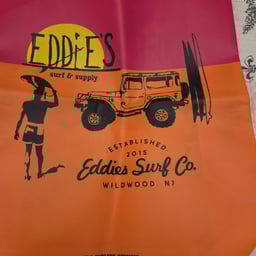 EDDIE'S
surf & supply
ESTABLISHED
2015
Eddies Surf Co.
WILDWOOD, NJ